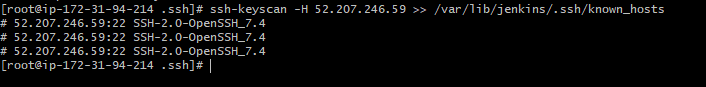 [root@ip-172-31-94-214 .ssh]# ssh-keyscan -H 52.207.246.59 >> /var/lib/jenkins/.ssh/known_hosts
# 52.207.246.59:22 SSH-2.0-OpenSSH_7.4
# 52.207.246.59:22 SSH-2.0-OpenSSH_7.4
# 52.207.246.59:22 SSH-2.0-OpenSSH_7.4
[root@ip-172-31-94-214 .ssh]#